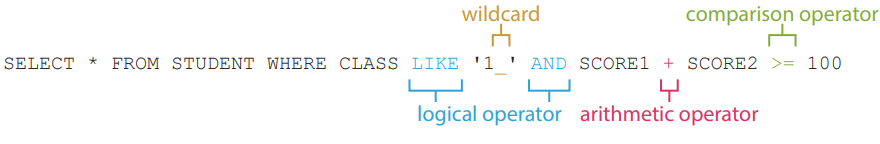 wildcard comparison operator
SELECT * FROM STUDENT WHERE CLASS LIKE '1_' AND SCORE1 + SCORE2 >= 100
logical operator arithmetic operator